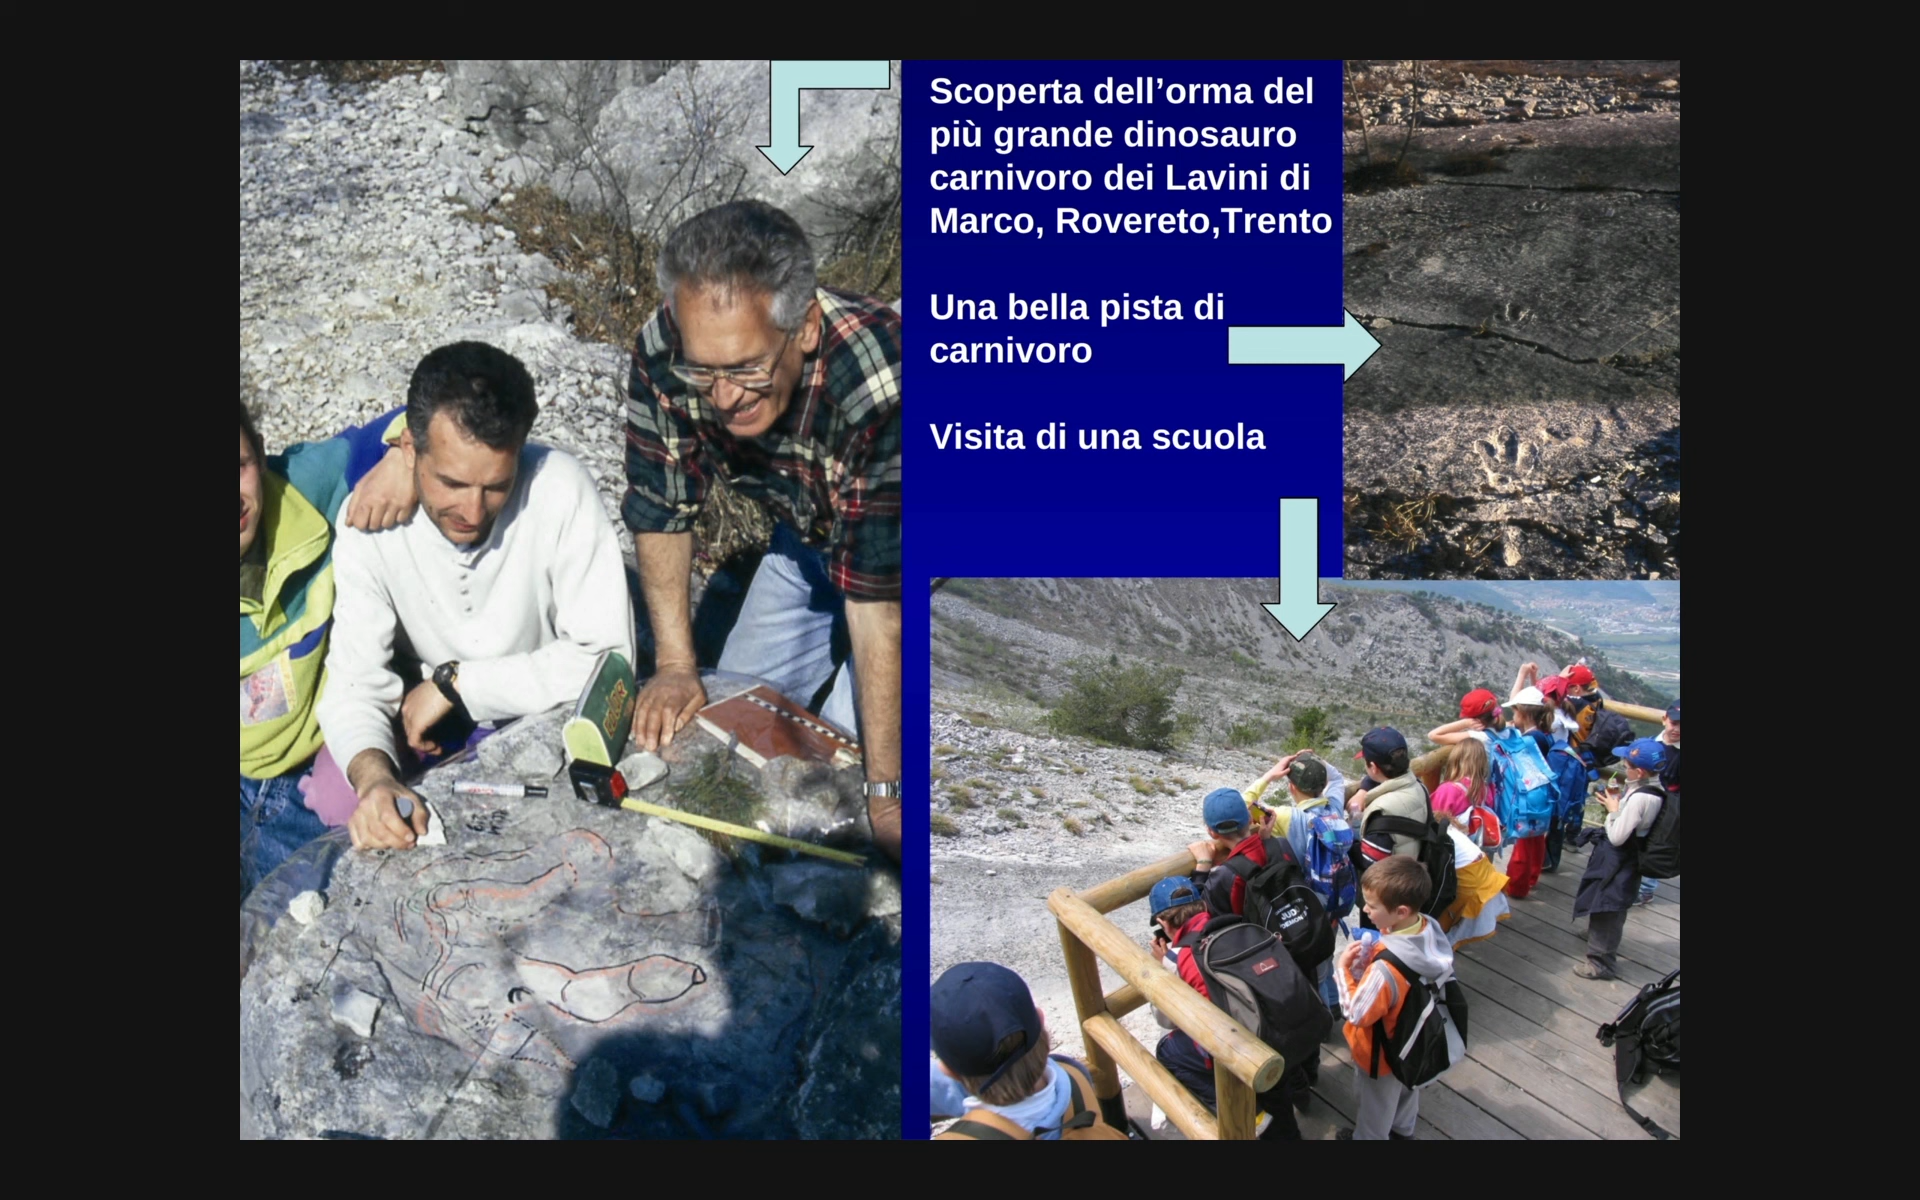 Scoperta dell’orma del
più grande dinosauro
carnivoro dei Lavini di
Marco, Rovereto,Trento
Una bella pista di
carnivoro
Visita di una scuola